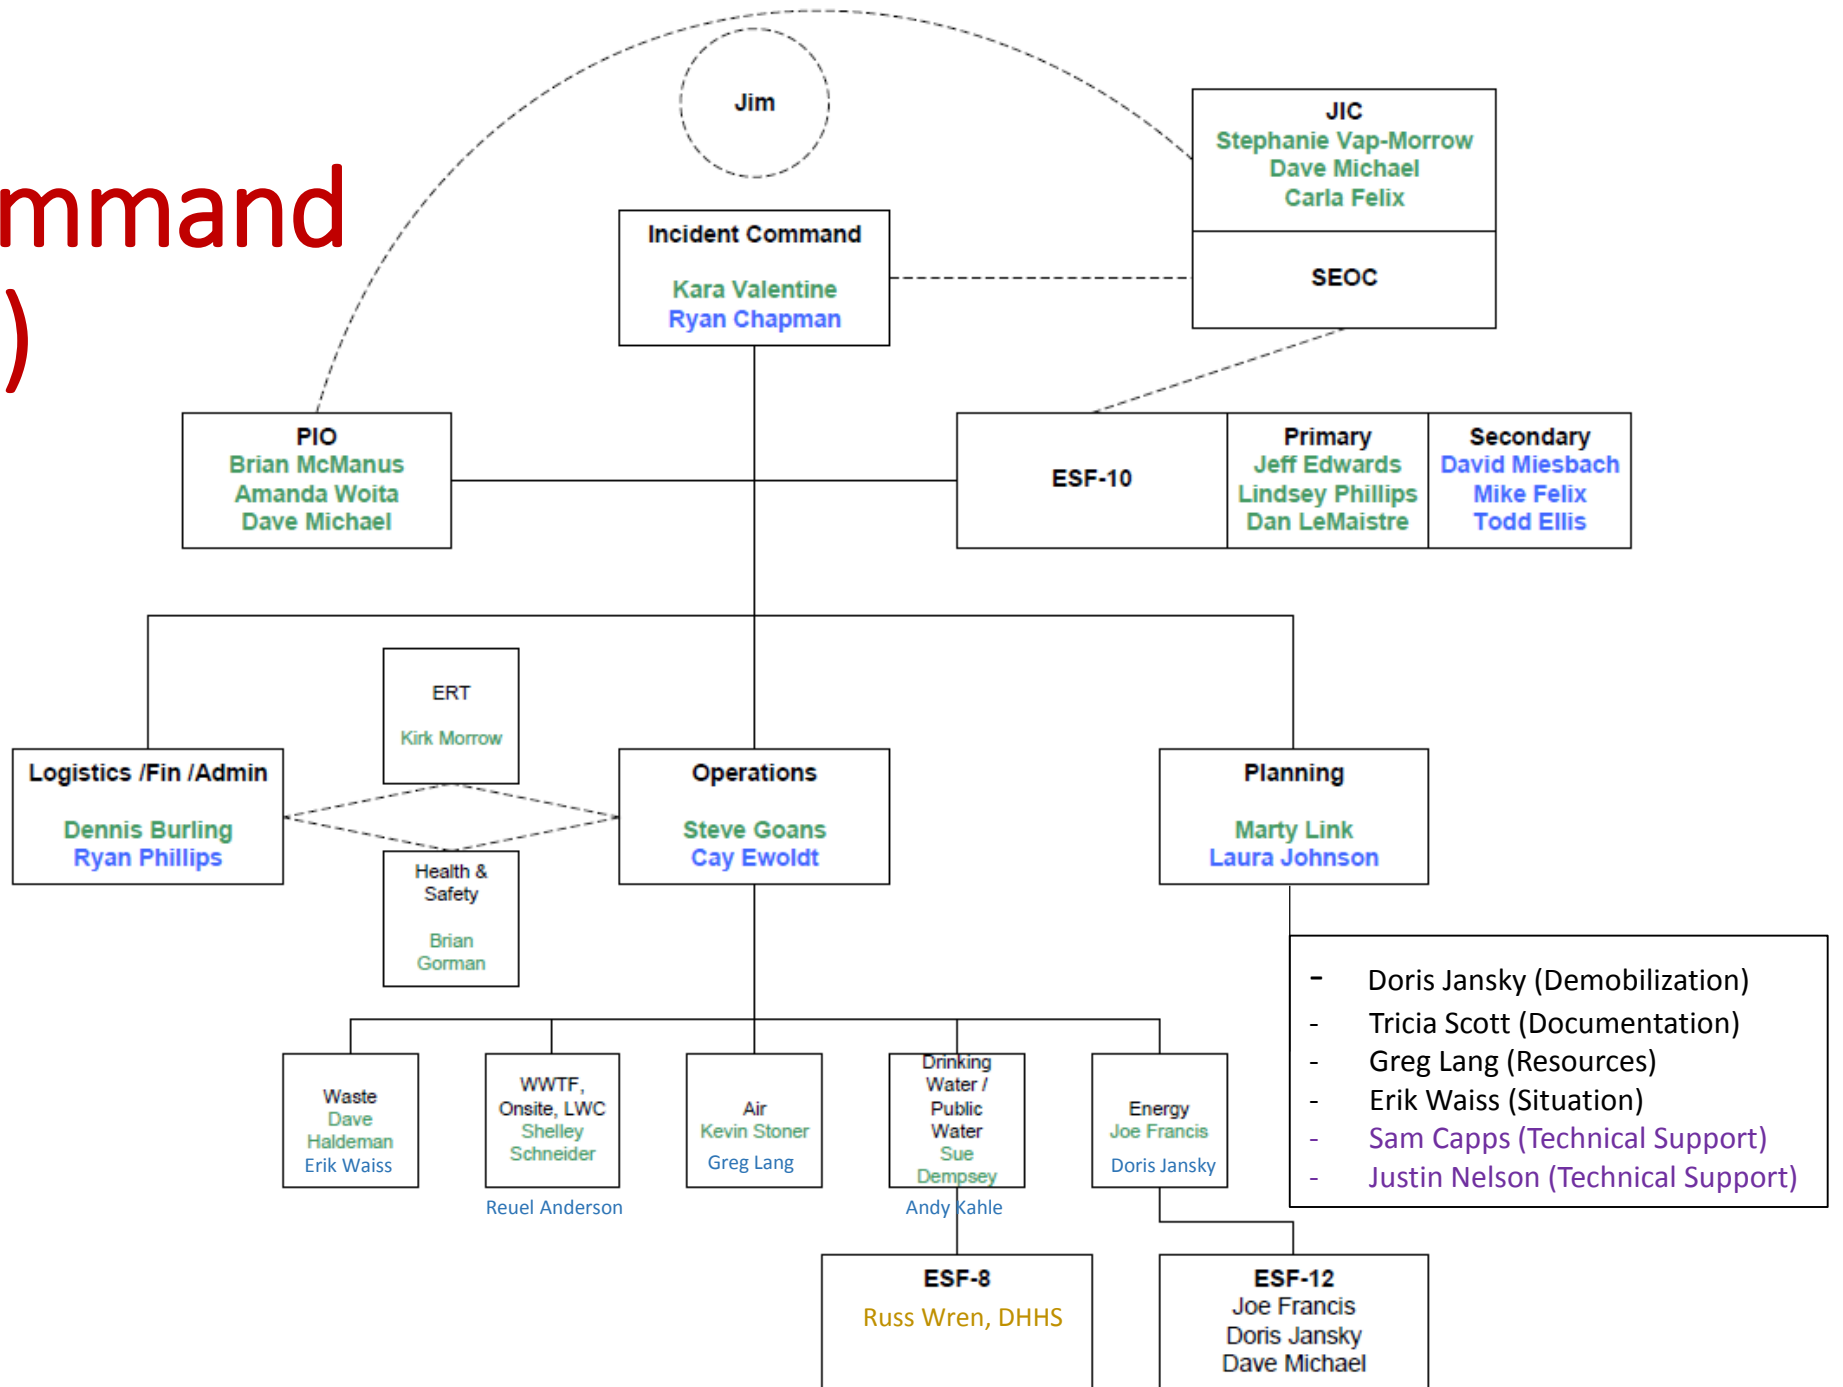 mmand
)
Jim
JIC
Stephanie Vap-Morrow
Dave Michael
Carla Felix
SEOC
Incident Command
Kara Valentine
Ryan Chapman
PIO
Brian McManus
Amanda Woita
Dave Michael
ESF-10
Primary
Jeff Edwards
Lindsey Phillips
Dan LeMaistre
Secondary
David Miesbach
Mike Felix
Todd Ellis
ERT
Kirk Morrow
Logistics /Fin /Admin
Dennis Burling
Ryan Phillips
Health &
Safety
Brian
Gorman
Operations
Steve Goans
Cay Ewoldt
Planning
Marty Link
Laura Johnson
- Doris Jansky (Demobilization)
- Tricia Scott (Documentation)
- Greg Lang (Resources)
- Erik Waiss (Situation)
- Sam Capps (Technical Support)
- Justin Nelson (Technical Support)
Waste
Dave
Haldeman
Erik Waiss
WWTF,
Onsite, LWC
Shelley
Schneider
Reuel Anderson
Air
Kevin Stoner
Greg Lang
Drinking
Water /
Public
Water
Sue
Dempsey
Andy Kahle
Energy
Joe Francis
Doris Jansky
ESF-8
Russ Wren, DHHS
ESF-12
Joe Francis
Doris Jansky
Dave Michael